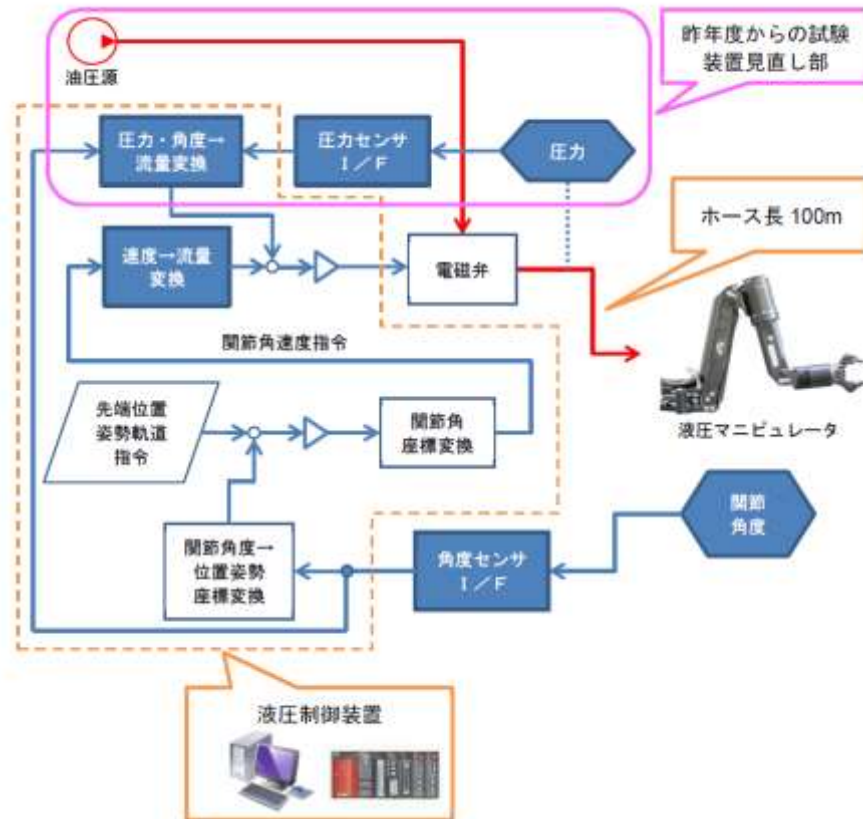 昨年度からの試験
装置見直し部
油圧源
圧力・角度→
流量変換
圧力センサ
Ｉ／Ｆ
圧力
ホース長 100m
速度→流量
変換
電磁弁
関節角速度指令
先端位置
姿勢軌道
指令
関節角
座標変換
液圧マニピュレータ
関節
角度
関節角度→
位置姿勢
座標変換
角度センサ
Ｉ／Ｆ
液圧制御装置